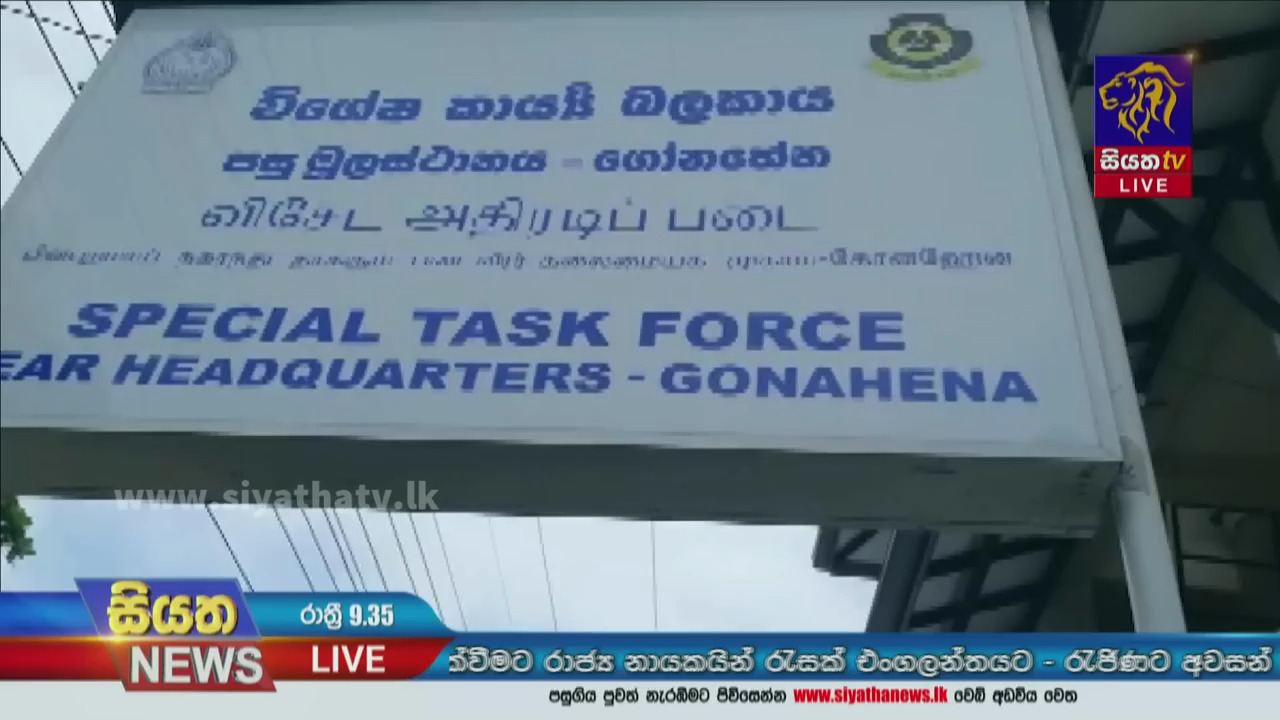 විශේෂ කාර්ය බලකාය
පසු මූලස්ථානය - ගෝනහේන
விசேட அதிரடிப் படை
கோனஹேன
SPECIAL TASK FORCE
EAR HEADQUARTERS - GONAHENA
සියත tv
LIVE
www.siyathatv.lk
සියත
NEWS
රාත්‍රී 9.35
LIVE
ක්වීමට රාජ්‍ය නායකයින් රැසක් එංගලන්තයට - රැජිණට අවසන්
පසුගිය පුවත් නැරඹීමට පිවිසෙන්න www.siyathanews.lk වෙබ් අඩවිය වෙත